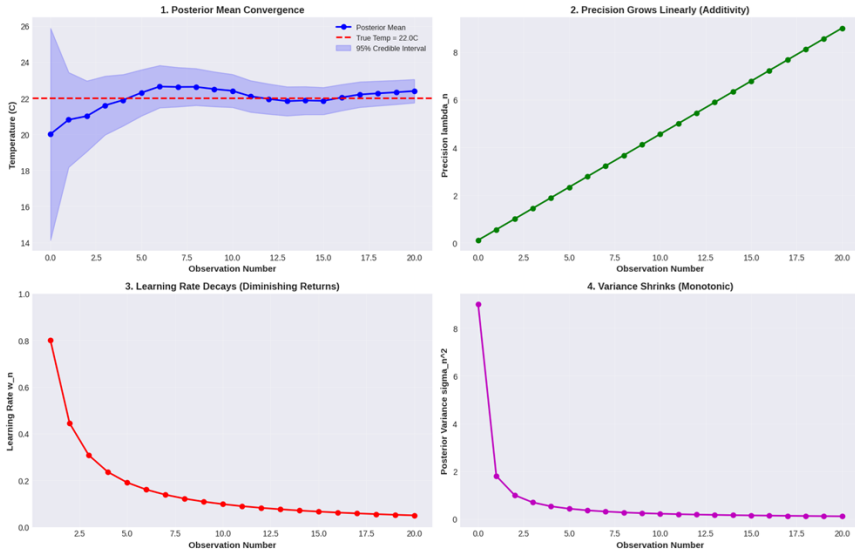 1. Posterior Mean Convergence
26
24
22
20
18
16
14
Temperature (C)
Posterior Mean
True Temp = 22.0C
95% Credible Interval
0.0 2.5 5.0 7.5 10.0 12.5 15.0 17.5 20.0
Observation Number
2. Precision Grows Linearly (Additivity)
8
6
4
2
0
Precision lambda_n
0.0 2.5 5.0 7.5 10.0 12.5 15.0 17.5 20.0
Observation Number
3. Learning Rate Decays (Diminishing Returns)
1.0
0.8
0.6
0.4
0.2
0.0
Learning Rate w_n
2.5 5.0 7.5 10.0 12.5 15.0 17.5 20.0
Observation Number
4. Variance Shrinks (Monotonic)
8
6
4
2
0
Posterior Variance sigma_n^2
0.0 2.5 5.0 7.5 10.0 12.5 15.0 17.5 20.0
Observation Number